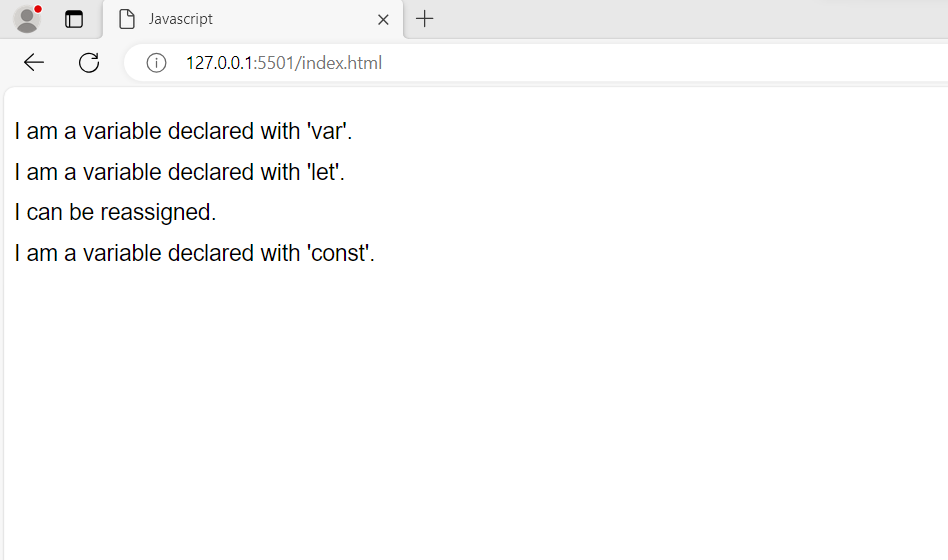 Javascript
127.0.0.1:5501/index.html
I am a variable declared with 'var'.
I am a variable declared with 'let'.
I can be reassigned.
I am a variable declared with 'const'.